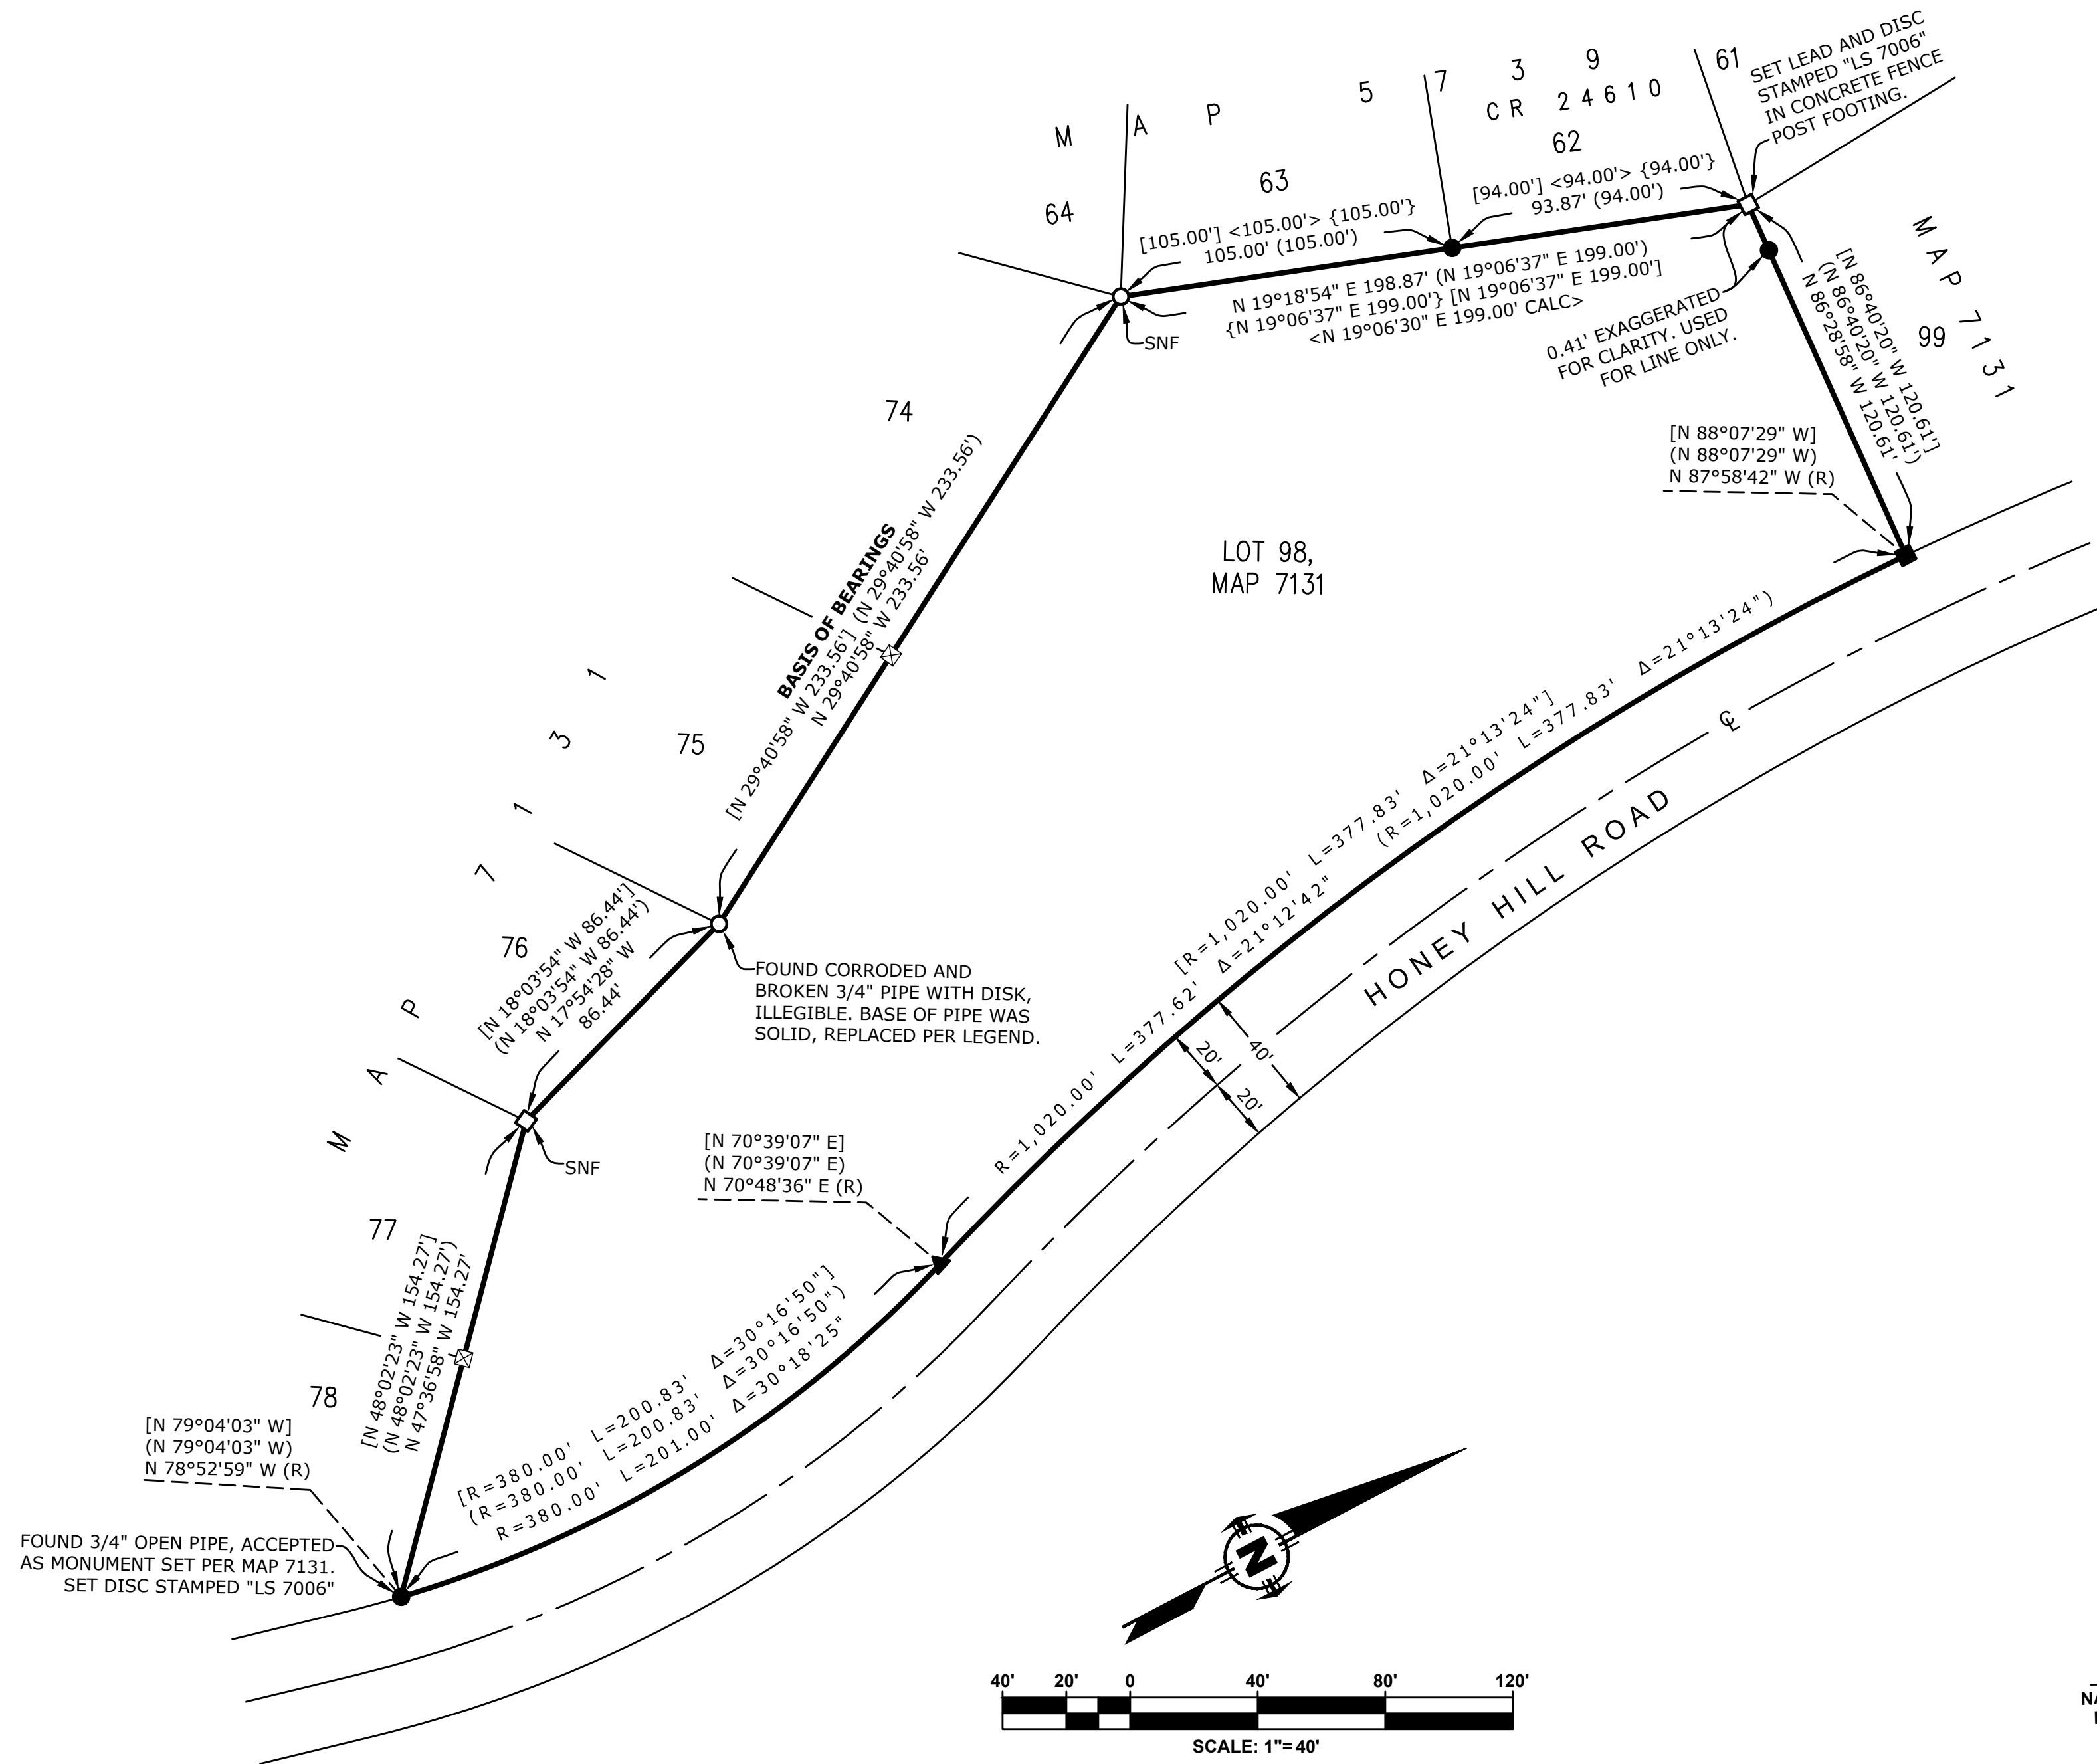 SET LEAD AND DISC
STAMPED "LS 7006"
IN CONCRETE FENCE
POST FOOTING.
M A P 5 7 3 9
CR 24610
61
62
63
64
[94.00'] <94.00'> {94.00'}
93.87' (94.00')
[105.00'] <105.00'> {105.00'}
105.00' (105.00')
N 19°18'54" E 198.87' (N 19°06'37" E 199.00')
{N 19°06'37" E 199.00'} [N 19°06'37" E 199.00']
<N 19°06'30" E 199.00' CALC>
SNF
0.41' EXAGGERATED
FOR CLARITY. USED
FOR LINE ONLY.
MAP 7131
99
[N 86°40'20" W 120.61']
(N 86°40'20" W 120.61')
N 86°28'58" W 120.61'
[N 88°07'29" W]
(N 88°07'29" W)
N 87°58'42" W (R)
74
BASIS OF BEARINGS
[N 29°40'58" W 233.56'] (N 29°40'58" W 233.56')
N 29°40'58" W 233.56'
LOT 98,
MAP 7131
75
M A P 7 1 3 1
76
[N 18°03'54" W 86.44']
(N 18°03'54" W 86.44')
N 17°54'28" W
86.44'
FOUND CORRODED AND
BROKEN 3/4" PIPE WITH DISK,
ILLEGIBLE. BASE OF PIPE WAS
SOLID, REPLACED PER LEGEND.
[R=1,020.00' L=377.83' Δ=21°13'24"]
(R=1,020.00' L=377.83' Δ=21°13'24")
R=1,020.00' L=377.62' Δ=21°12'42"
℄
HONEY HILL ROAD
20'
40'
20'
SNF
[N 70°39'07" E]
(N 70°39'07" E)
N 70°48'36" E (R)
77
[N 48°02'23" W 154.27']
(N 48°02'23" W 154.27')
N 47°36'58" W 154.27'
78
[R=380.00' L=200.83' Δ=30°16'50"]
(R=380.00' L=200.83' Δ=30°16'50")
R=380.00' L=201.00' Δ=30°18'25"
[N 79°04'03" W]
(N 79°04'03" W)
N 78°52'59" W (R)
FOUND 3/4" OPEN PIPE, ACCEPTED
AS MONUMENT SET PER MAP 7131.
SET DISC STAMPED "LS 7006"
N
40' 20' 0 40' 80' 120'
SCALE: 1"=40'